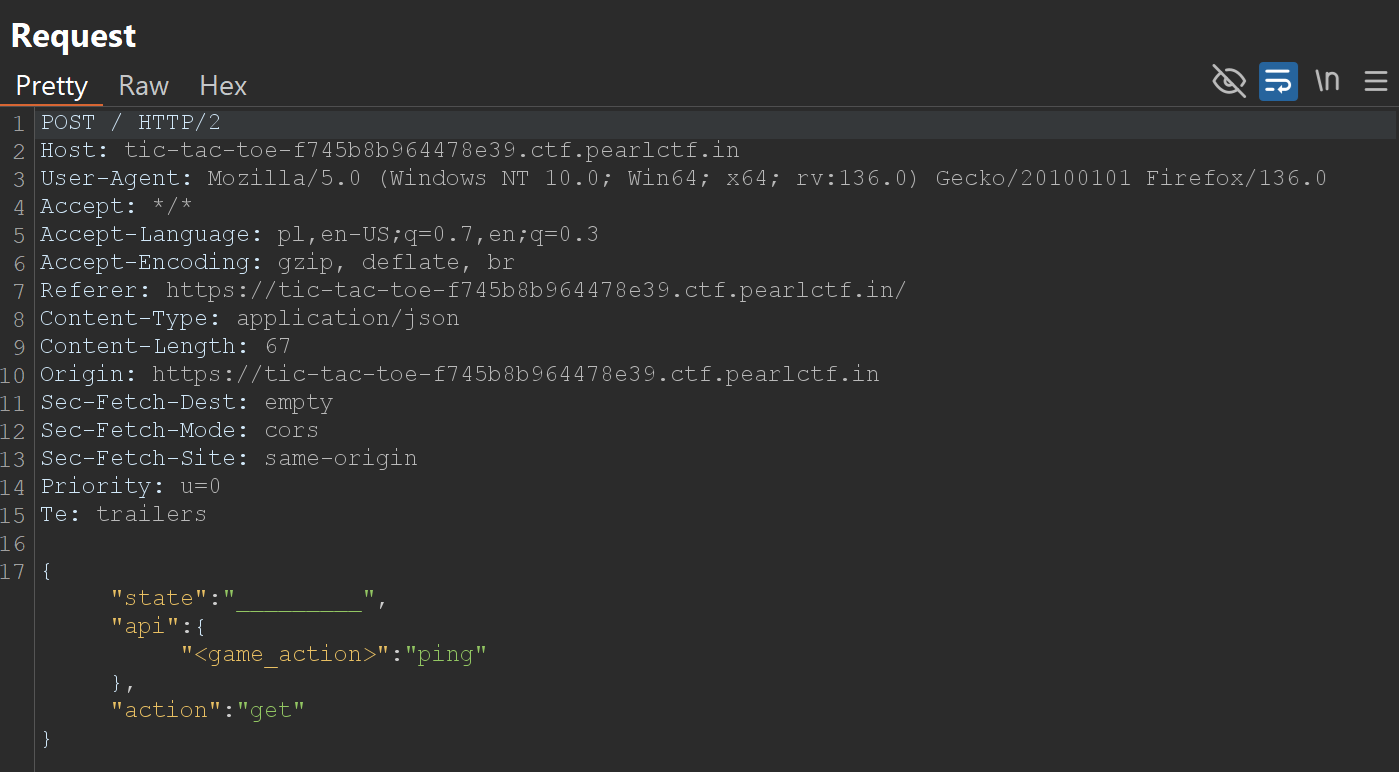 Request
Pretty Raw Hex \n
1 POST / HTTP/2
2 Host: tic-tac-toe-f745b8b964478e39.ctf.pearlctf.in
3 User-Agent: Mozilla/5.0 (Windows NT 10.0; Win64; x64; rv:136.0) Gecko/20100101 Firefox/136.0
4 Accept: */*
5 Accept-Language: pl,en-US;q=0.7,en;q=0.3
6 Accept-Encoding: gzip, deflate, br
7 Referer: https://tic-tac-toe-f745b8b964478e39.ctf.pearlctf.in/
8 Content-Type: application/json
9 Content-Length: 67
10 Origin: https://tic-tac-toe-f745b8b964478e39.ctf.pearlctf.in
11 Sec-Fetch-Dest: empty
12 Sec-Fetch-Mode: cors
13 Sec-Fetch-Site: same-origin
14 Priority: u=0
15 Te: trailers
16
17 {
"state":"_________",
"api":{
"<game_action>":"ping"
},
"action":"get"
}